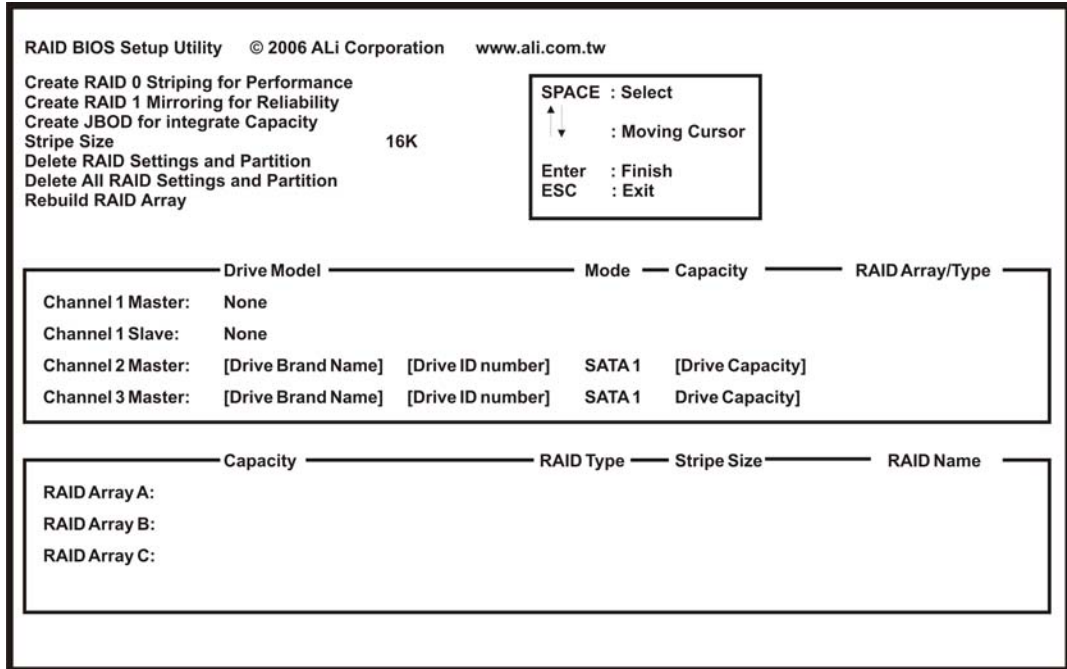 RAID BIOS Setup Utility © 2006 ALi Corporation www.ali.com.tw
Create RAID 0 Striping for Performance
Create RAID 1 Mirroring for Reliability
Create JBOD for integrate Capacity
Stripe Size 16K
Delete RAID Settings and Partition
Delete All RAID Settings and Partition
Rebuild RAID Array
SPACE : Select
: Moving Cursor
Enter : Finish
ESC : Exit
Drive Model Mode Capacity RAID Array/Type
Channel 1 Master: None
Channel 1 Slave: None
Channel 2 Master: [Drive Brand Name] [Drive ID number] SATA 1 [Drive Capacity]
Channel 3 Master: [Drive Brand Name] [Drive ID number] SATA 1 Drive Capacity]
Capacity RAID Type Stripe Size RAID Name
RAID Array A:
RAID Array B:
RAID Array C: